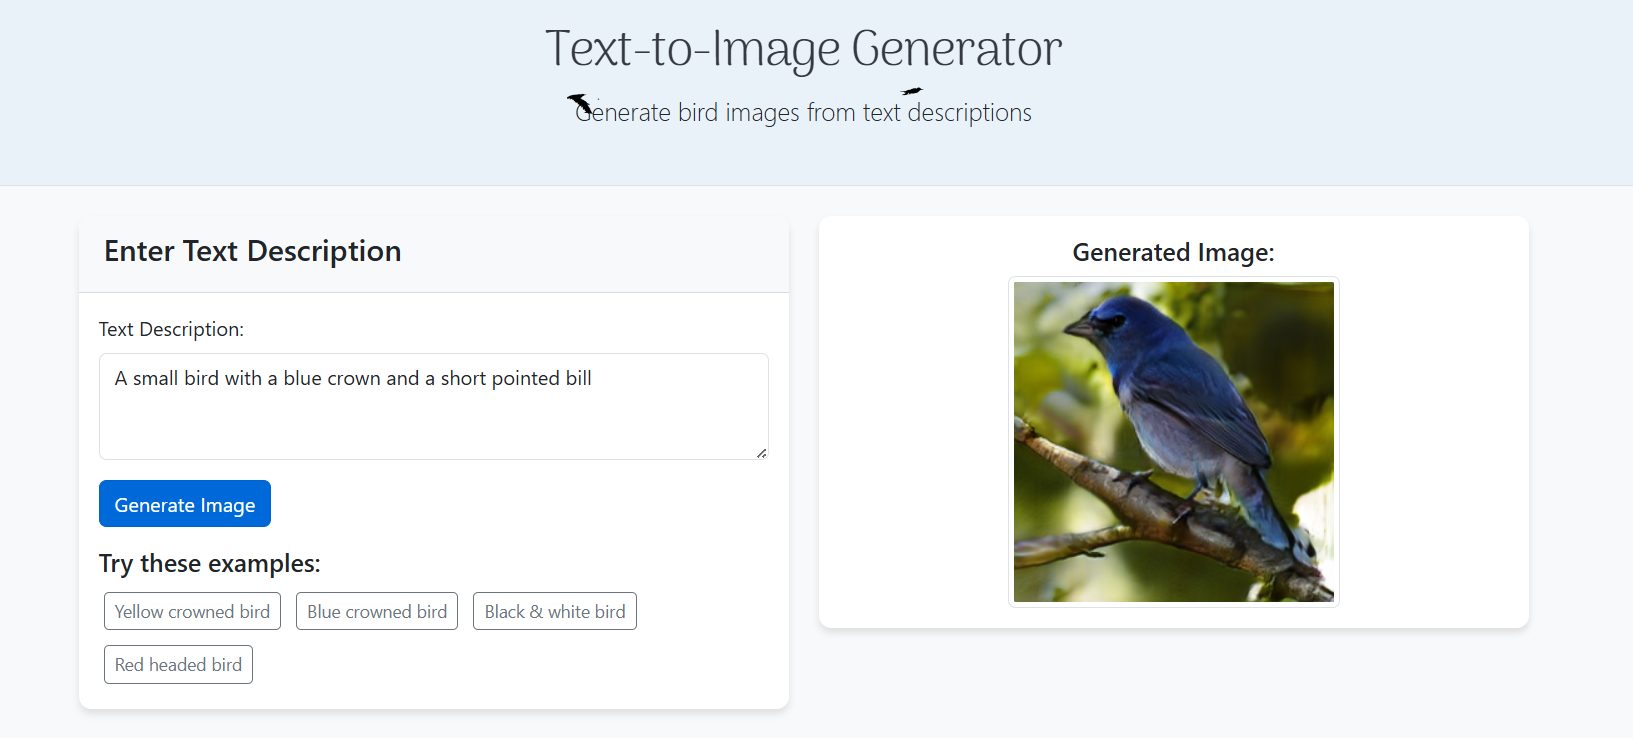 Text-to-Image Generator
Generate bird images from text descriptions
Enter Text Description
Text Description:
A small bird with a blue crown and a short pointed bill
Generate Image
Try these examples:
Yellow crowned bird
Blue crowned bird
Black & white bird
Red headed bird
Generated Image: